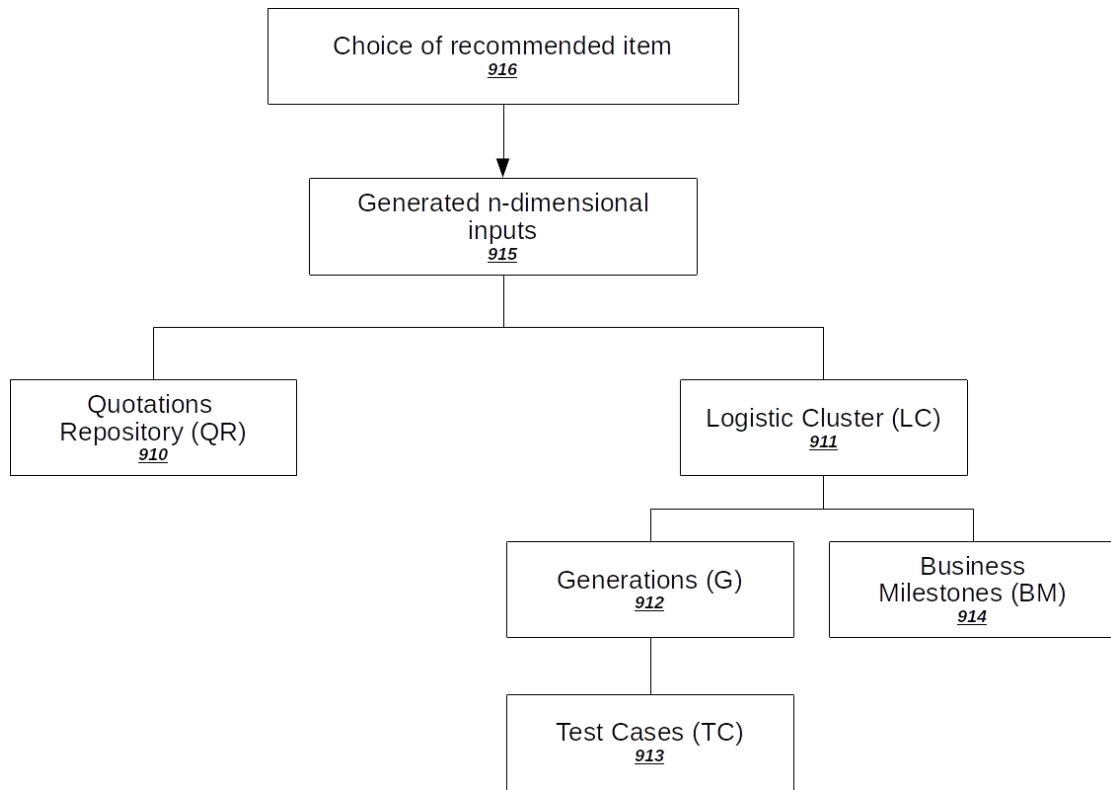 Choice of recommended item
916
Generated n-dimensional
inputs
915
Quotations
Repository (QR)
910
Logistic Cluster (LC)
911
Generations (G)
912
Business
Milestones (BM)
914
Test Cases (TC)
913